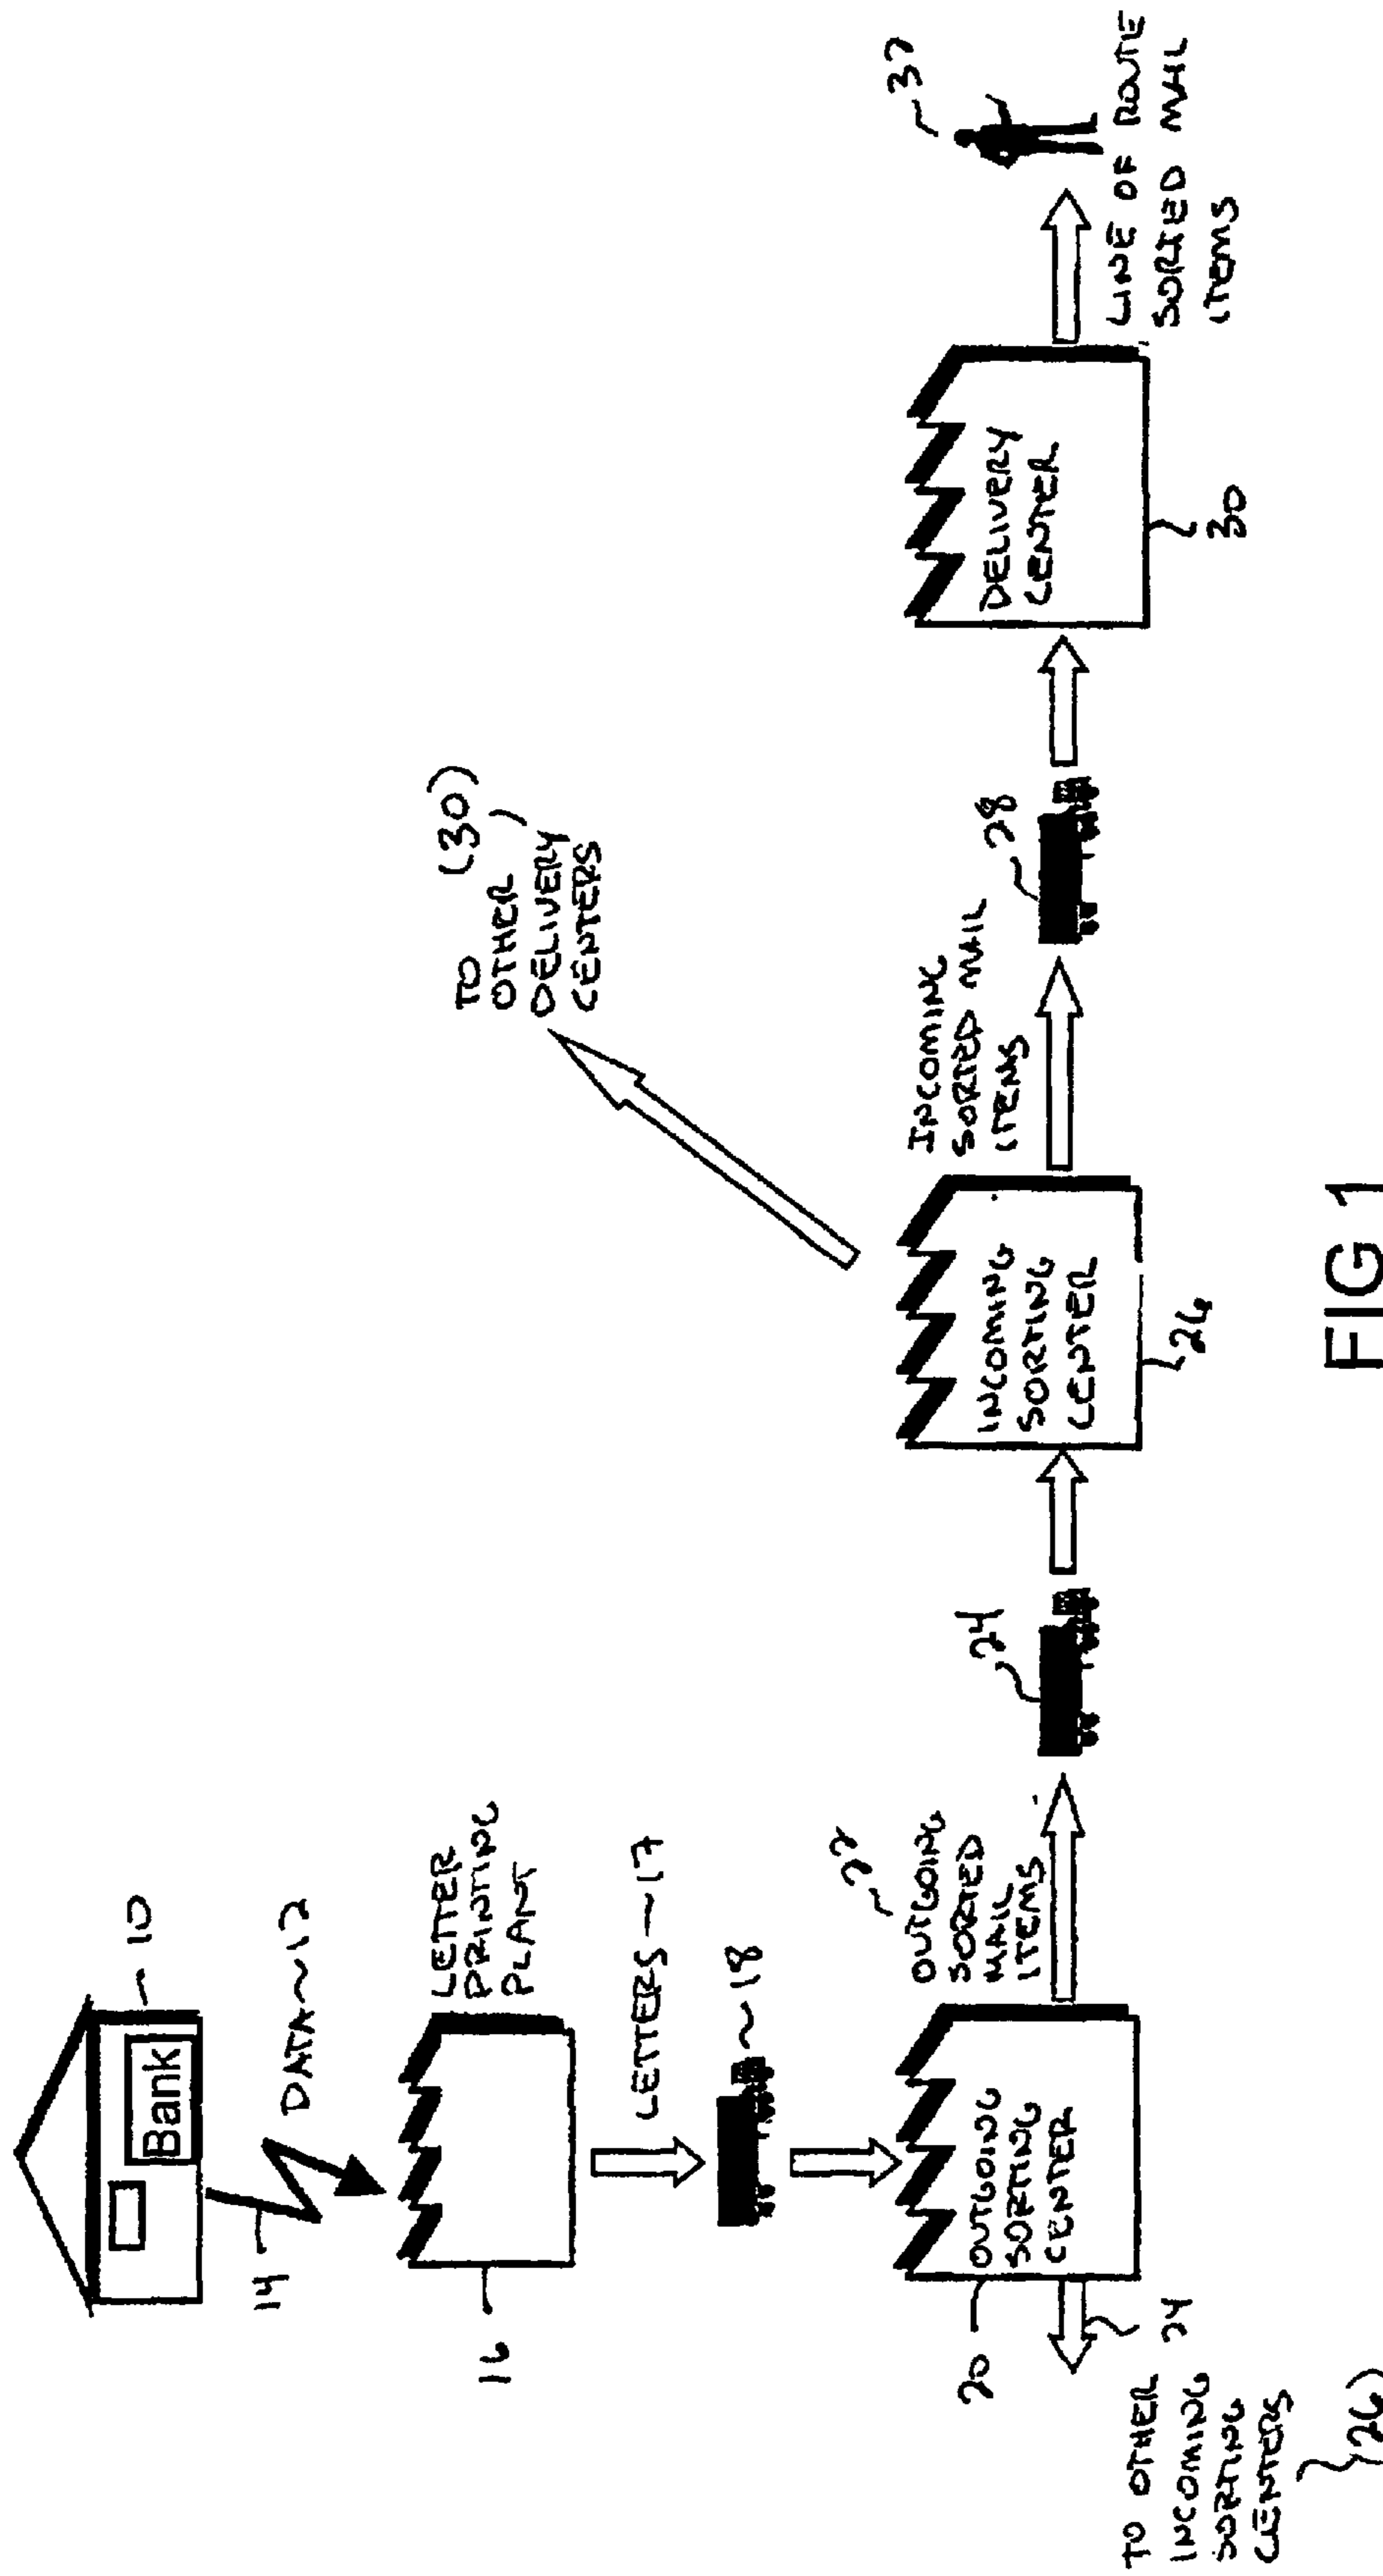 Bank
10
DATA 12
14
LETTER
PRINTING
PLANT
16
LETTERS 17
18
OUTGOING
SORTING
CENTER
20
24
TO OTHER
INCOMING
SORTING
CENTERS
(26)
22
OUTGOING
SORTED
MAIL
ITEMS
24
INCOMING
SORTING
CENTER
26
TO (30)
OTHER
DELIVERY
CENTERS
INCOMING
SORTED MAIL
ITEMS
28
DELIVERY
CENTER
30
32
LINE OF ROUTE
SORTED MAIL
ITEMS
FIG 1